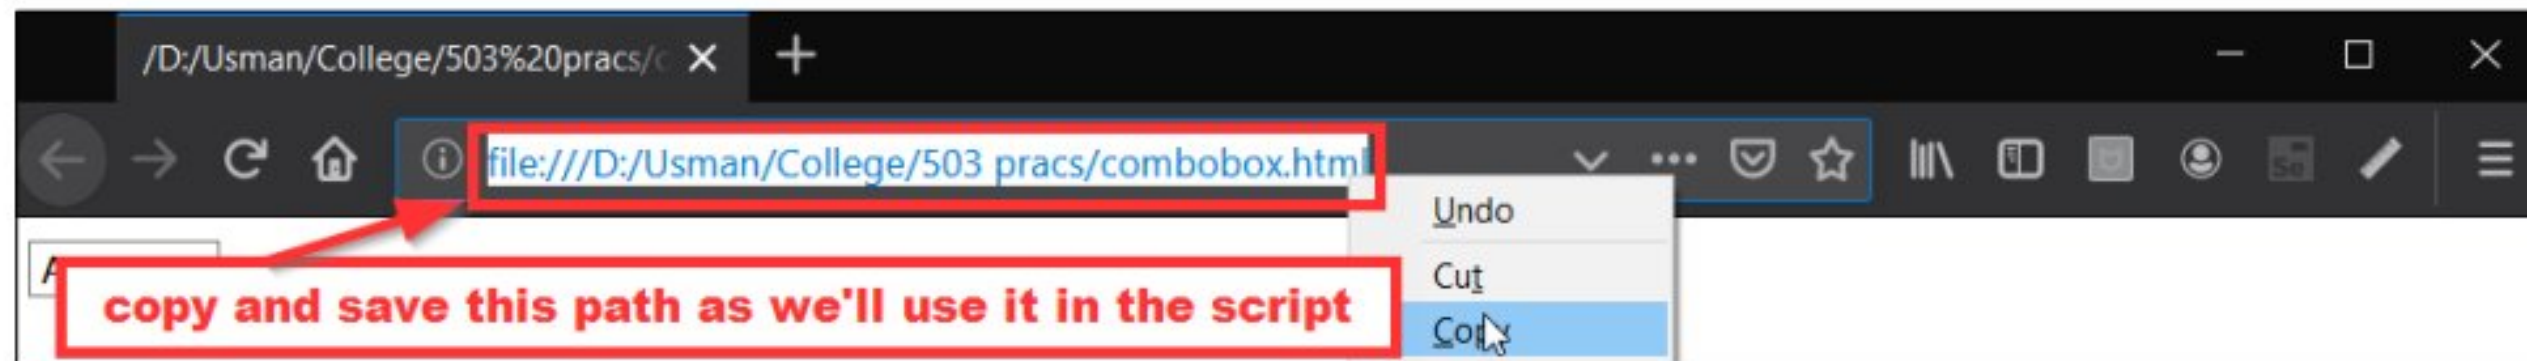 /D:/Usman/College/503%20pracs/
file:///D:/Usman/College/503 pracs/combobox.html
Undo
Cut
A
copy and save this path as we'll use it in the script
Copy